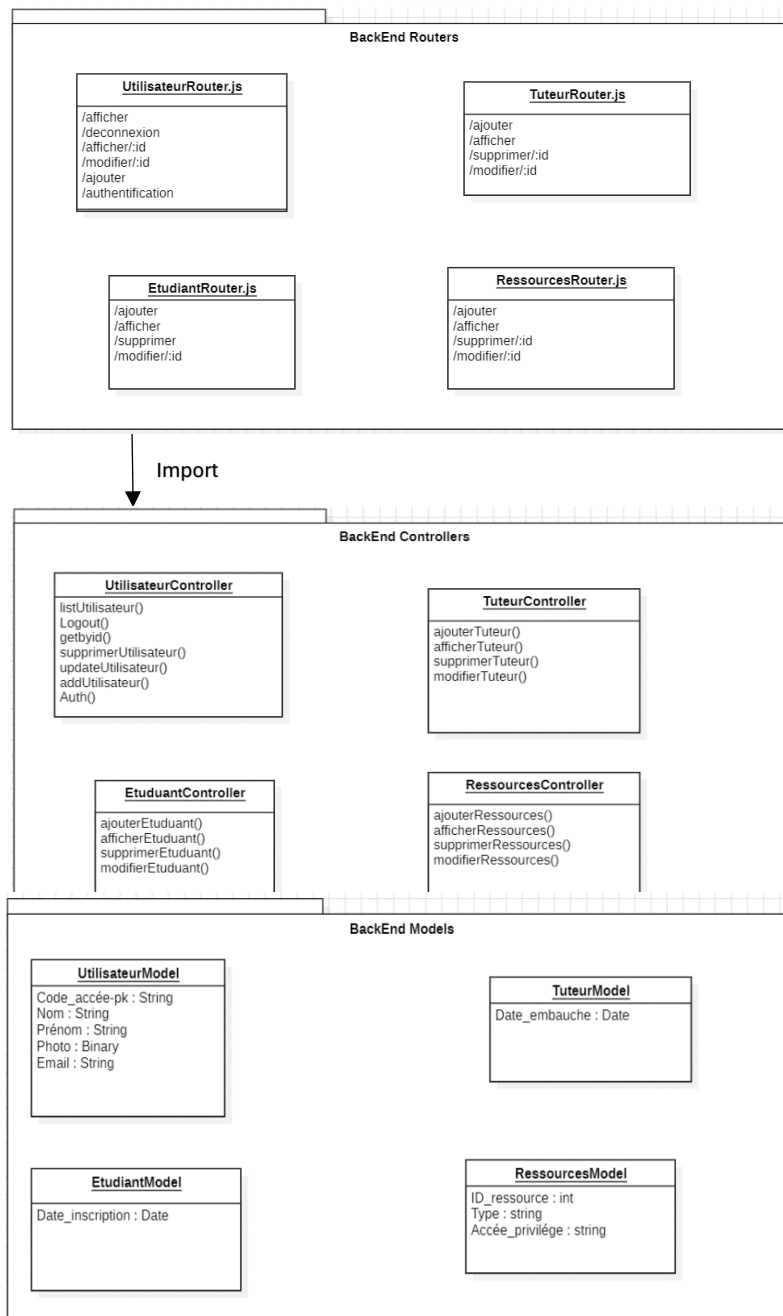 BackEnd Routers
UtilisateurRouter.js
/afficher
/deconnexion
/afficher/:id
/modifier/:id
/ajouter
/authentification
TuteurRouter.js
/ajouter
/afficher
/supprimer/:id
/modifier/:id
EtudiantRouter.js
/ajouter
/afficher
/supprimer
/modifier/:id
RessourcesRouter.js
/ajouter
/afficher
/supprimer/:id
/modifier/:id
Import
BackEnd Controllers
UtilisateurController
listUtilisateur()
Logout()
getbyid()
supprimerUtilisateur()
updateUtilisateur()
addUtilisateur()
Auth()
TuteurController
ajouterTuteur()
afficherTuteur()
supprimerTuteur()
modifierTuteur()
EtuduantController
ajouterEtuduant()
afficherEtuduant()
supprimerEtuduant()
modifierEtuduant()
RessourcesController
ajouterRessources()
afficherRessources()
supprimerRessources()
modifierRessources()
BackEnd Models
UtilisateurModel
Code_accée-pk : String
Nom : String
Prénom : String
Photo : Binary
Email : String
TuteurModel
Date_embauche : Date
EtudiantModel
Date_inscription : Date
RessourcesModel
ID_ressource : int
Type : string
Accée_privilége : string